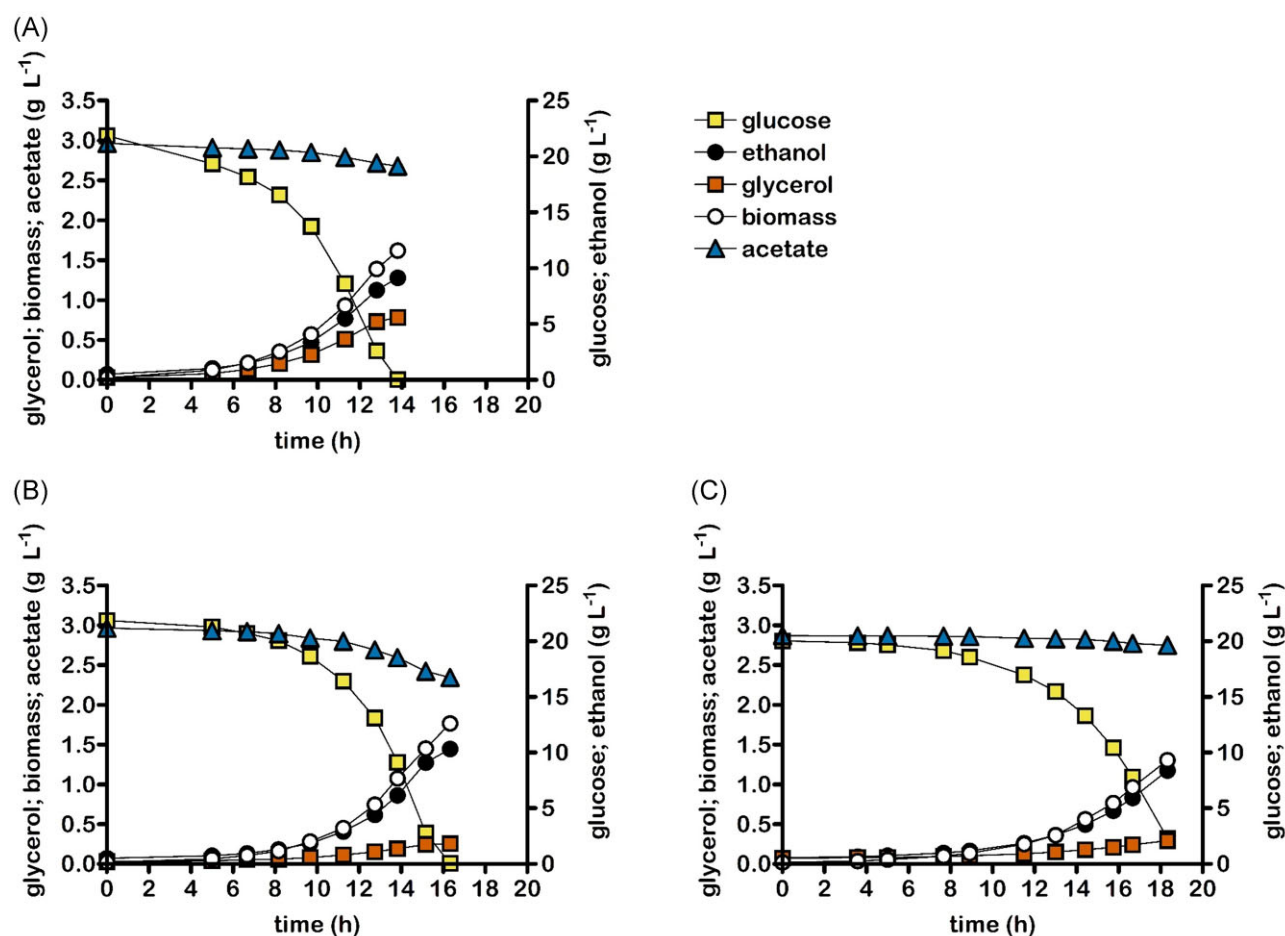 (A)
glycerol; biomass; acetate (g L-1)
3.5
3.0
2.5
2.0
1.5
1.0
0.5
0.0
25
20
15
10
5
0
glucose; ethanol (g L-1)
0 2 4 6 8 10 12 14 16 18 20
time (h)
glucose
ethanol
glycerol
biomass
acetate
(B)
glycerol; biomass; acetate (g L-1)
3.5
3.0
2.5
2.0
1.5
1.0
0.5
0.0
25
20
15
10
5
0
glucose; ethanol (g L-1)
0 2 4 6 8 10 12 14 16 18 20
time (h)
(C)
glycerol; biomass; acetate (g L-1)
3.5
3.0
2.5
2.0
1.5
1.0
0.5
0.0
25
20
15
10
5
0
glucose; ethanol (g L-1)
0 2 4 6 8 10 12 14 16 18 20
time (h)